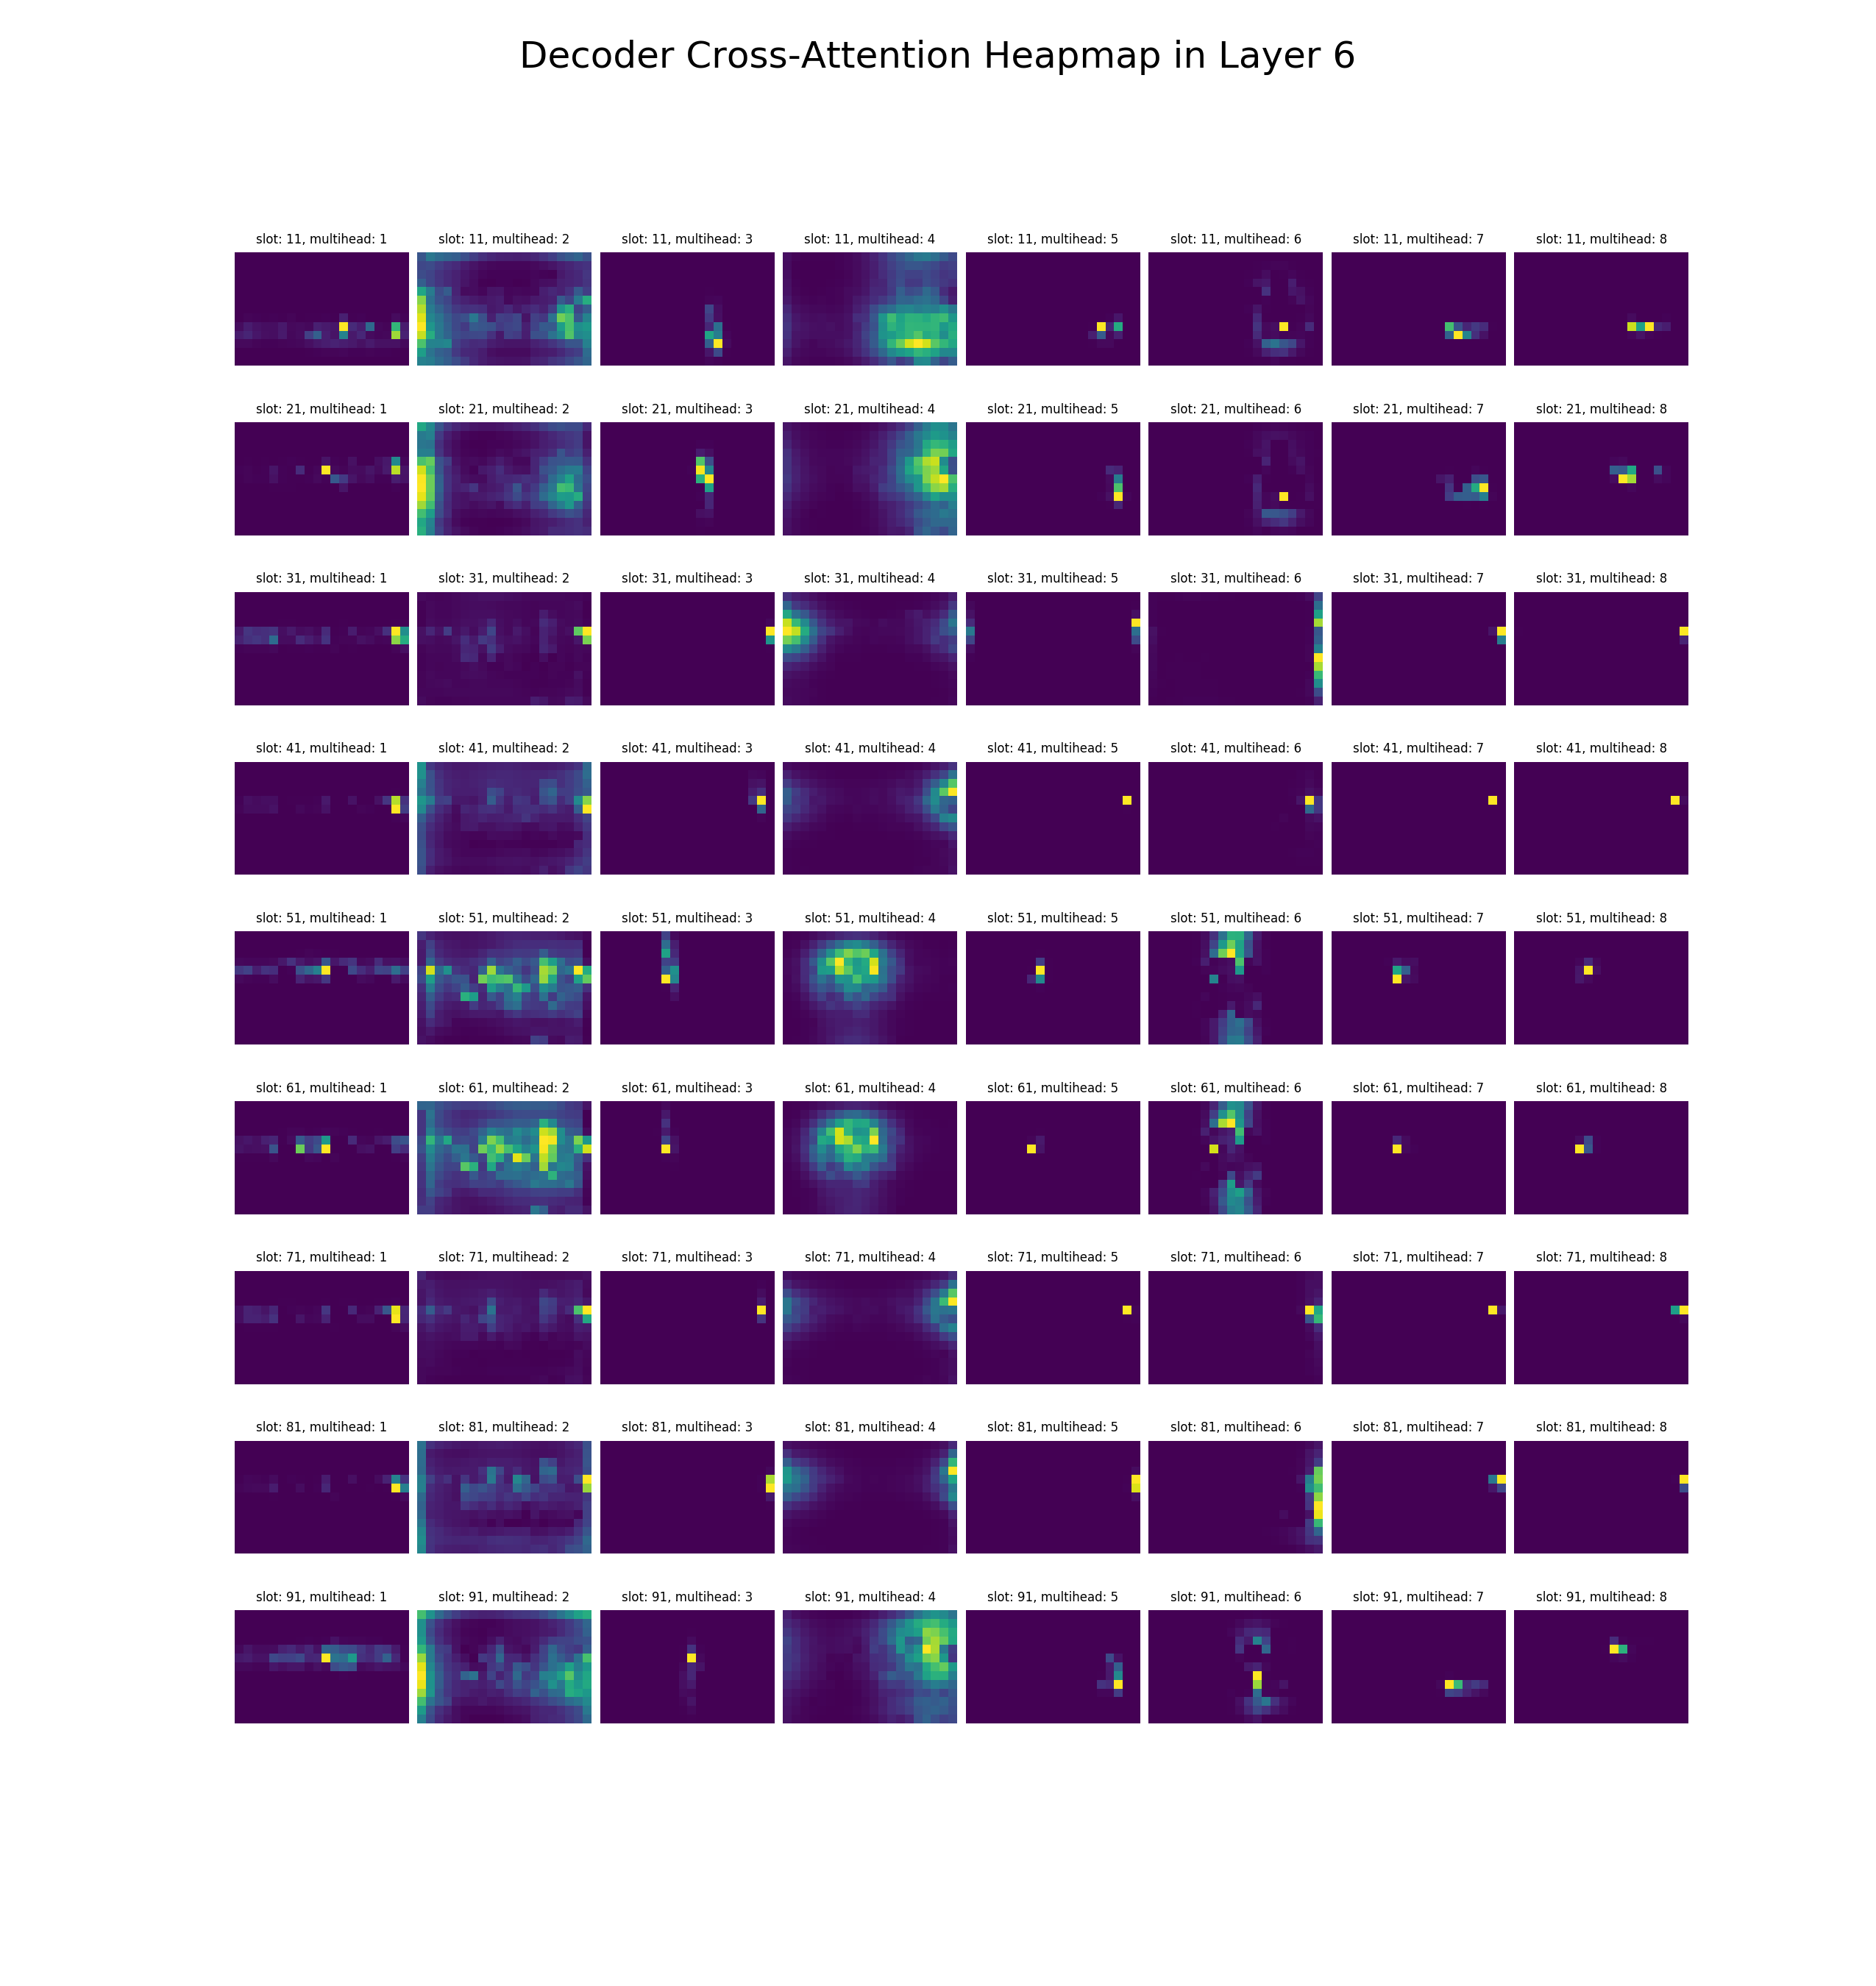 Decoder Cross-Attention Heapmap in Layer 6
slot: 11, multihead: 1 slot: 11, multihead: 2 slot: 11, multihead: 3 slot: 11, multihead: 4 slot: 11, multihead: 5 slot: 11, multihead: 6 slot: 11, multihead: 7 slot: 11, multihead: 8
slot: 21, multihead: 1 slot: 21, multihead: 2 slot: 21, multihead: 3 slot: 21, multihead: 4 slot: 21, multihead: 5 slot: 21, multihead: 6 slot: 21, multihead: 7 slot: 21, multihead: 8
slot: 31, multihead: 1 slot: 31, multihead: 2 slot: 31, multihead: 3 slot: 31, multihead: 4 slot: 31, multihead: 5 slot: 31, multihead: 6 slot: 31, multihead: 7 slot: 31, multihead: 8
slot: 41, multihead: 1 slot: 41, multihead: 2 slot: 41, multihead: 3 slot: 41, multihead: 4 slot: 41, multihead: 5 slot: 41, multihead: 6 slot: 41, multihead: 7 slot: 41, multihead: 8
slot: 51, multihead: 1 slot: 51, multihead: 2 slot: 51, multihead: 3 slot: 51, multihead: 4 slot: 51, multihead: 5 slot: 51, multihead: 6 slot: 51, multihead: 7 slot: 51, multihead: 8
slot: 61, multihead: 1 slot: 61, multihead: 2 slot: 61, multihead: 3 slot: 61, multihead: 4 slot: 61, multihead: 5 slot: 61, multihead: 6 slot: 61, multihead: 7 slot: 61, multihead: 8
slot: 71, multihead: 1 slot: 71, multihead: 2 slot: 71, multihead: 3 slot: 71, multihead: 4 slot: 71, multihead: 5 slot: 71, multihead: 6 slot: 71, multihead: 7 slot: 71, multihead: 8
slot: 81, multihead: 1 slot: 81, multihead: 2 slot: 81, multihead: 3 slot: 81, multihead: 4 slot: 81, multihead: 5 slot: 81, multihead: 6 slot: 81, multihead: 7 slot: 81, multihead: 8
slot: 91, multihead: 1 slot: 91, multihead: 2 slot: 91, multihead: 3 slot: 91, multihead: 4 slot: 91, multihead: 5 slot: 91, multihead: 6 slot: 91, multihead: 7 slot: 91, multihead: 8